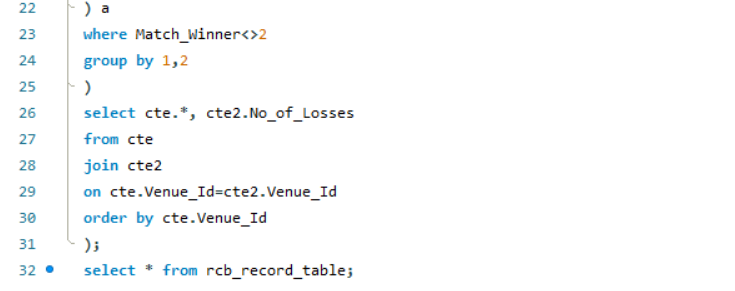 22 ) a
23 where Match_Winner<>2
24 group by 1,2
25 )
26 select cte.*, cte2.No_of_Losses
27 from cte
28 join cte2
29 on cte.Venue_Id=cte2.Venue_Id
30 order by cte.Venue_Id
31 );
32 select * from rcb_record_table;